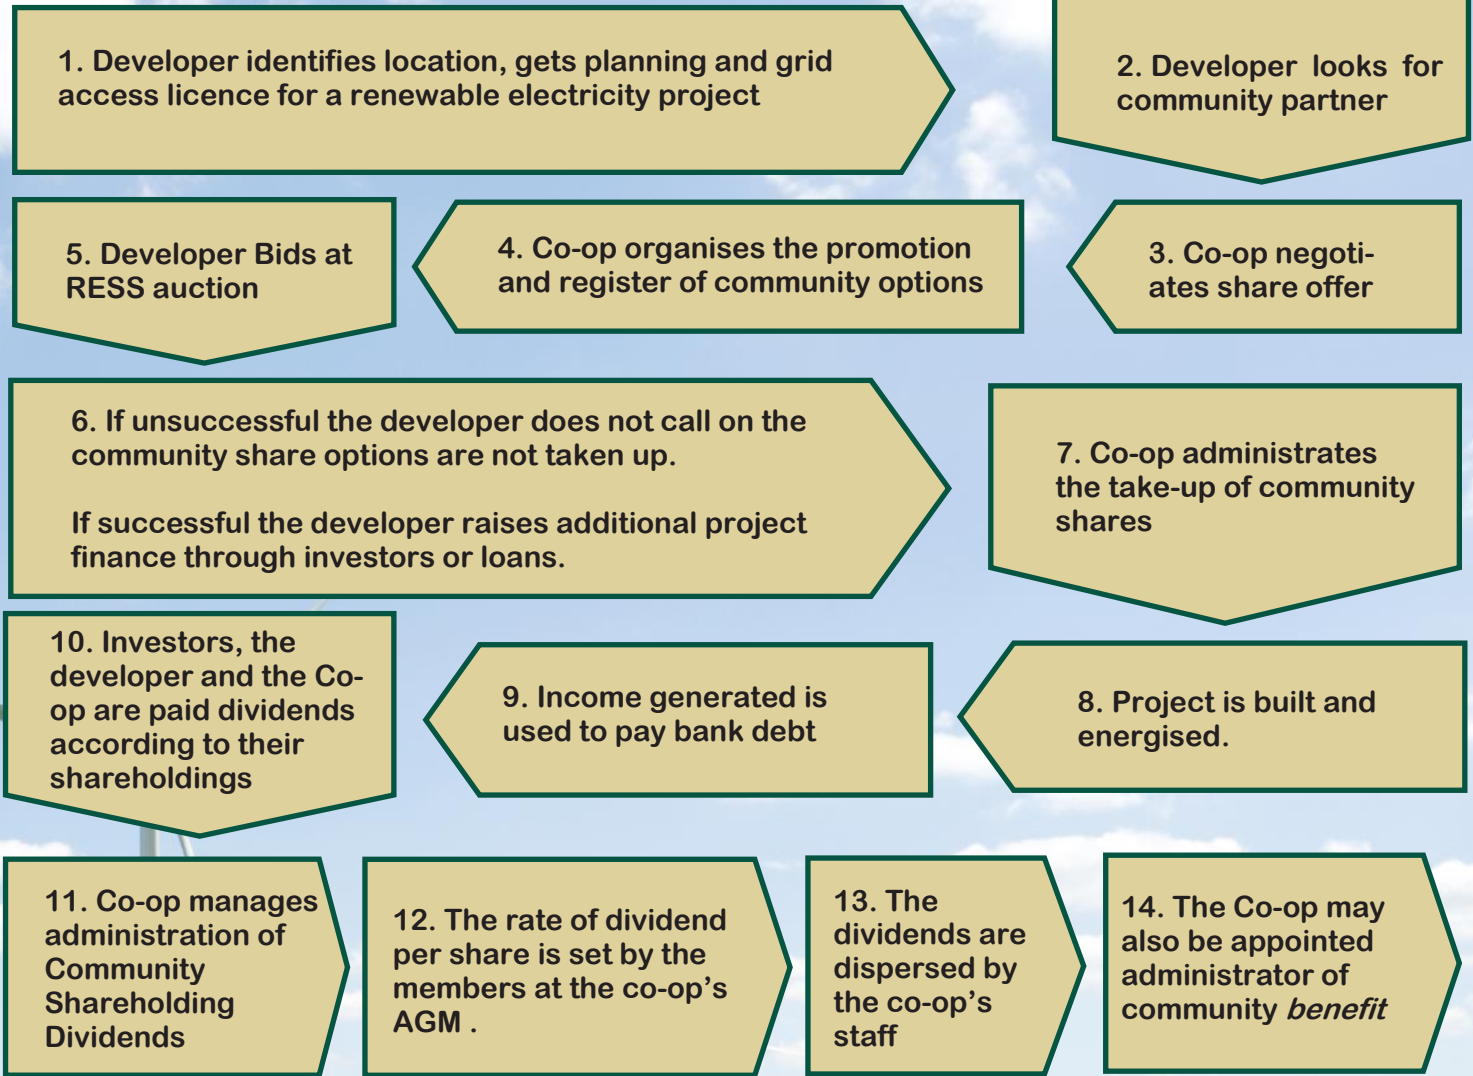 1. Developer identifies location, gets planning and grid
access licence for a renewable electricity project
2. Developer looks for
community partner
3. Co-op negoti-
ates share offer
4. Co-op organises the promotion
and register of community options
5. Developer Bids at
RESS auction
6. If unsuccessful the developer does not call on the
community share options are not taken up.
If successful the developer raises additional project
finance through investors or loans.
7. Co-op administrates
the take-up of community
shares
8. Project is built and
energised.
9. Income generated is
used to pay bank debt
10. Investors, the
developer and the Co-
op are paid dividends
according to their
shareholdings
11. Co-op manages
administration of
Community
Shareholding
Dividends
12. The rate of dividend
per share is set by the
members at the co-op’s
AGM .
13. The
dividends are
dispersed by
the co-op’s
staff
14. The Co-op may
also be appointed
administrator of
community benefit